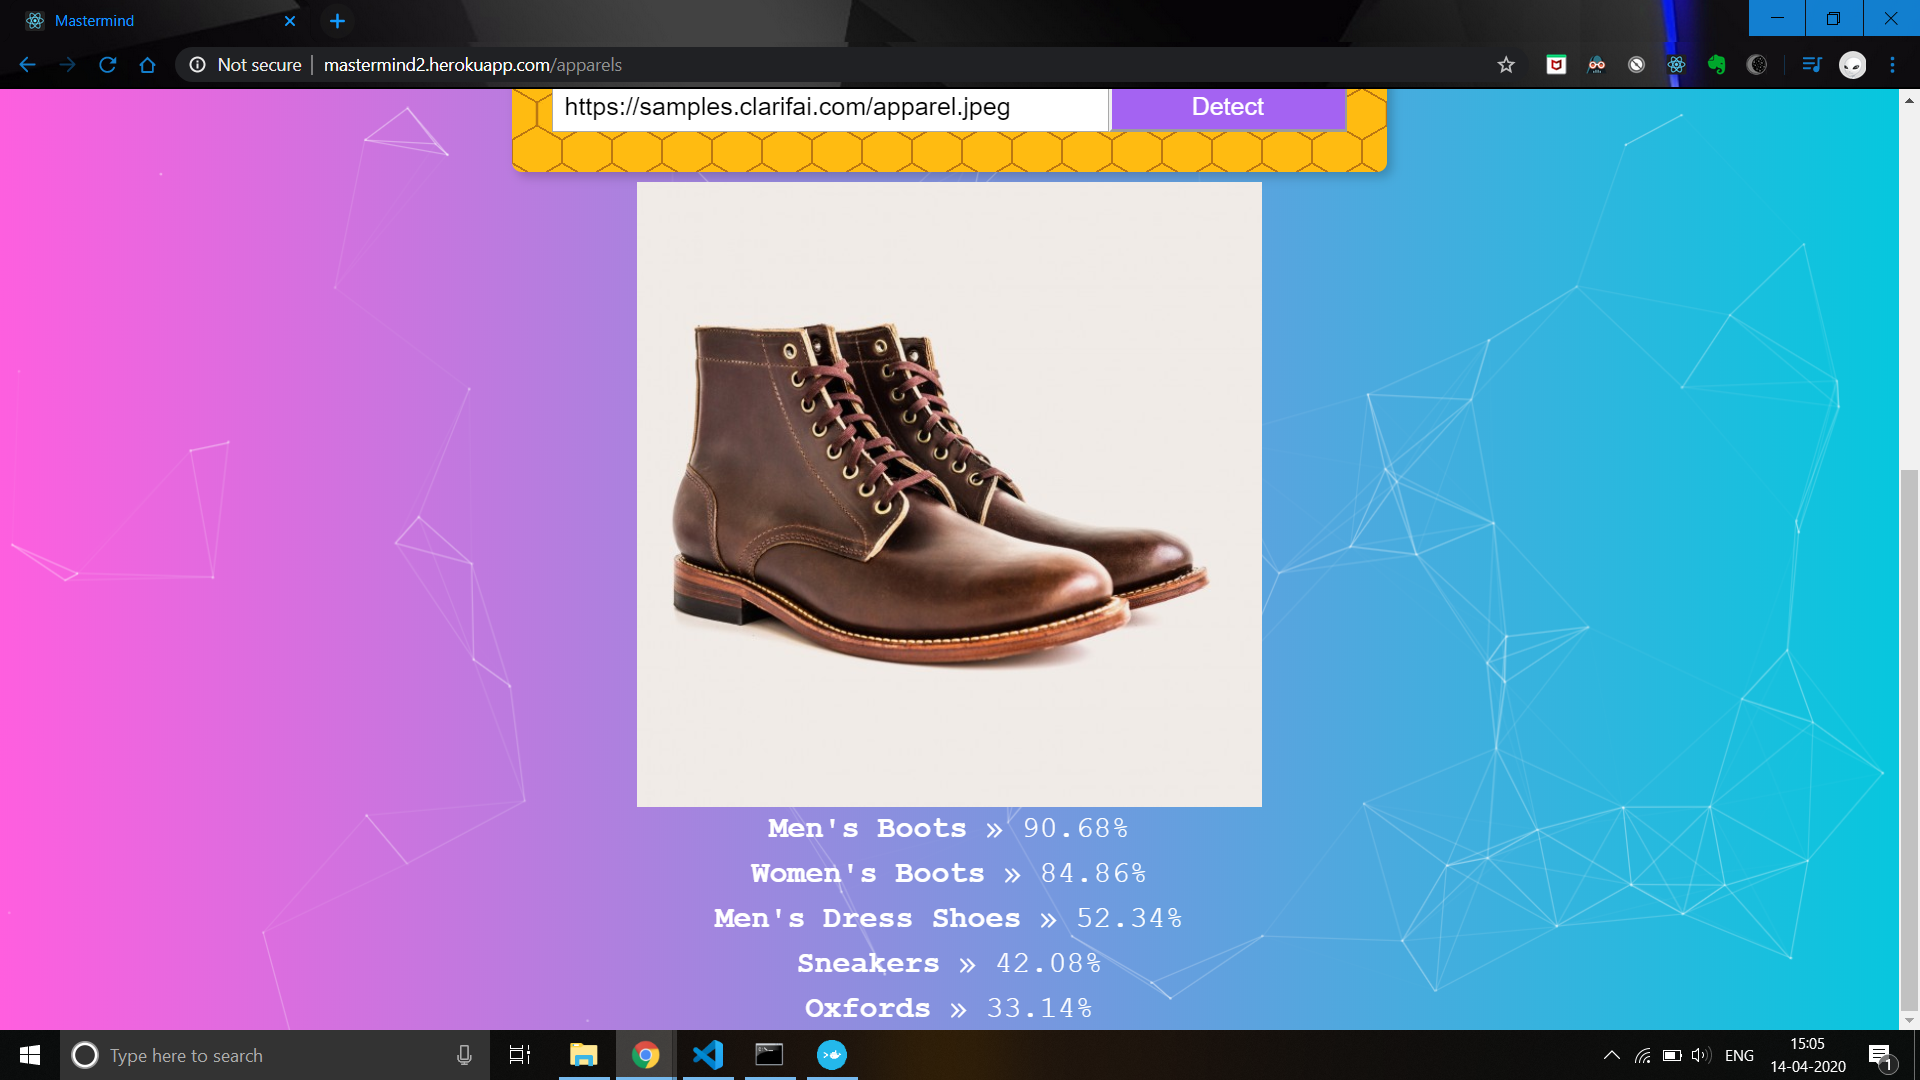 Mastermind
Not secure mastermind2.herokuapp.com/apparels
https://samples.clarifai.com/apparel.jpeg
Detect
Men's Boots » 90.68%
Women's Boots » 84.86%
Men's Dress Shoes » 52.34%
Sneakers » 42.08%
Oxfords » 33.14%
Type here to search
ENG
15:05
14-04-2020
1